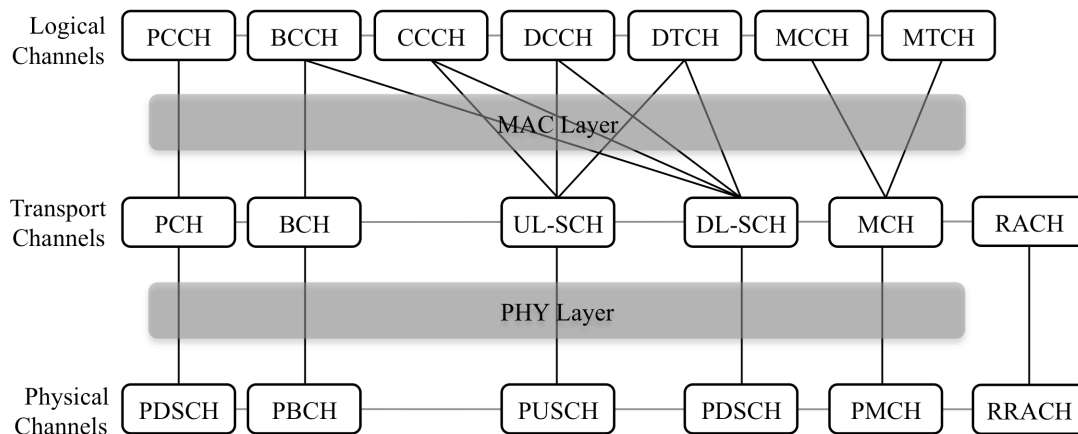 Logical
Channels
PCCH
BCCH
CCCH
DCCH
DTCH
MCCH
MTCH
MAC Layer
Transport
Channels
PCH
BCH
UL-SCH
DL-SCH
MCH
RACH
PHY Layer
Physical
Channels
PDSCH
PBCH
PUSCH
PDSCH
PMCH
RRACH